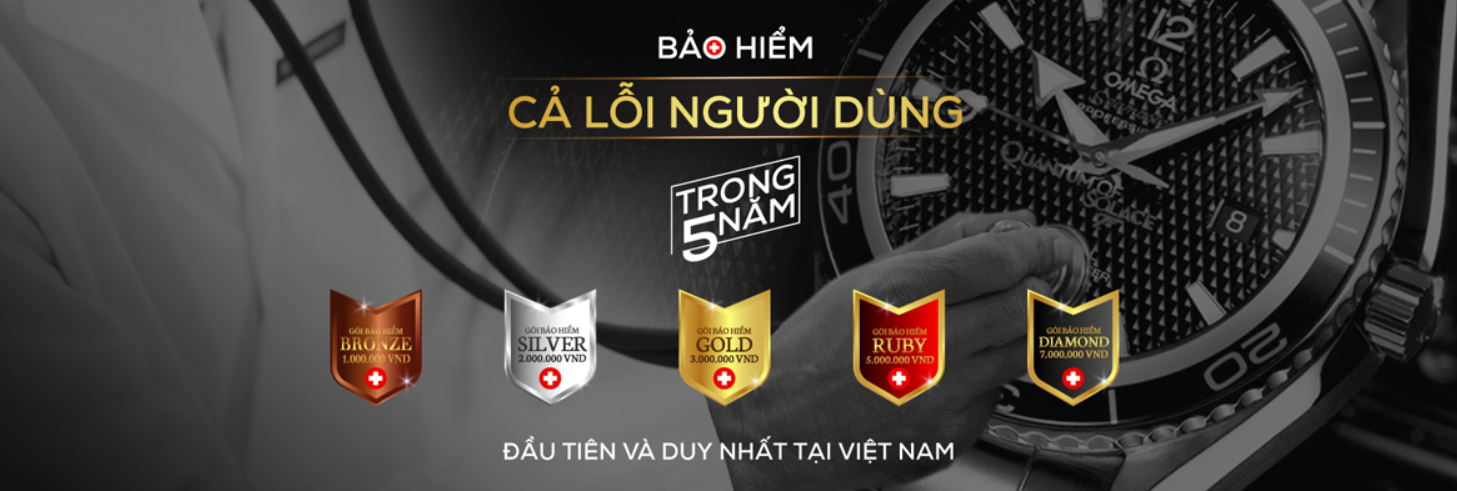 BẢO HIỂM
CẢ LỖI NGƯỜI DÙNG
TRONG
5 NĂM
GÓI BẢO HIỂM
BRONZE
1.000.000 VND
GÓI BẢO HIỂM
SILVER
2.000.000 VND
GÓI BẢO HIỂM
GOLD
3.000.000 VND
GÓI BẢO HIỂM
RUBY
5.000.000 VND
GÓI BẢO HIỂM
DIAMOND
7.000.000 VND
ĐẦU TIÊN VÀ DUY NHẤT TẠI VIỆT NAM
12
OMEGA
QUANTUM OF
SOLACE
8
40
20